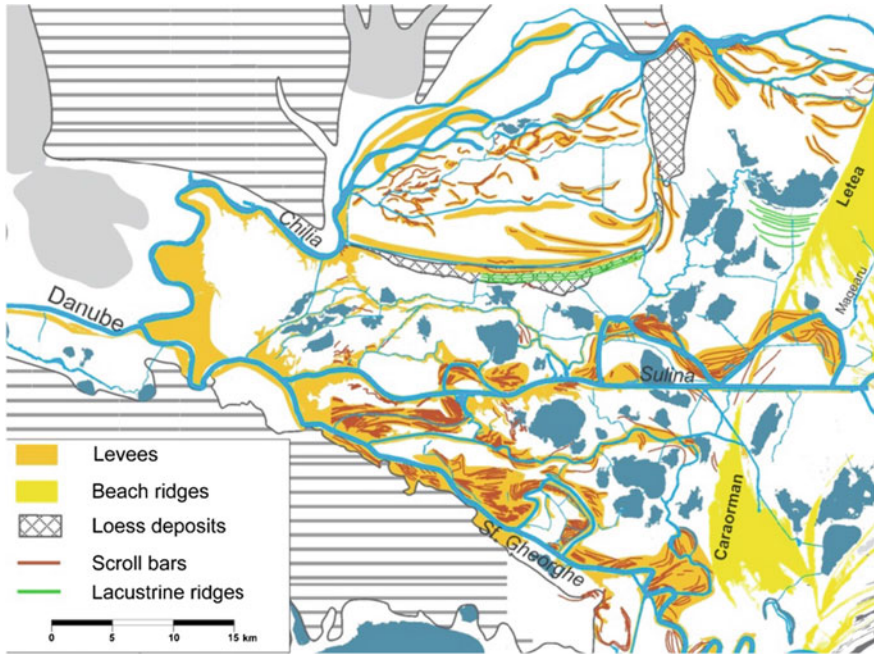 Chilia
Danube
Letea
Magearu
Sulina
Caraorman
Sf. Gheorghe
Levees
Beach ridges
Loess deposits
Scroll bars
Lacustrine ridges
0 5 10 15 km